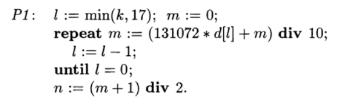 P1: l := min(k, 17); m := 0;
repeat m := (131072 * d[l] + m) div 10;
l := l − 1;
until l = 0;
n := (m + 1) div 2.